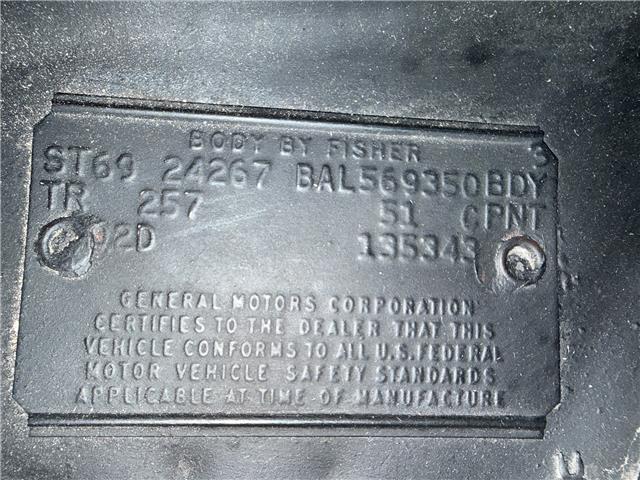 BODY BY FISHER 3
ST69 24267 BAL569350BDY
TR 257 51 CPNT
02D 135343
GENERAL MOTORS CORPORATION
CERTIFIES TO THE DEALER THAT THIS
VEHICLE CONFORMS TO ALL U.S. FEDERAL
MOTOR VEHICLE SAFETY STANDARDS
APPLICABLE AT TIME OF MANUFACTURE